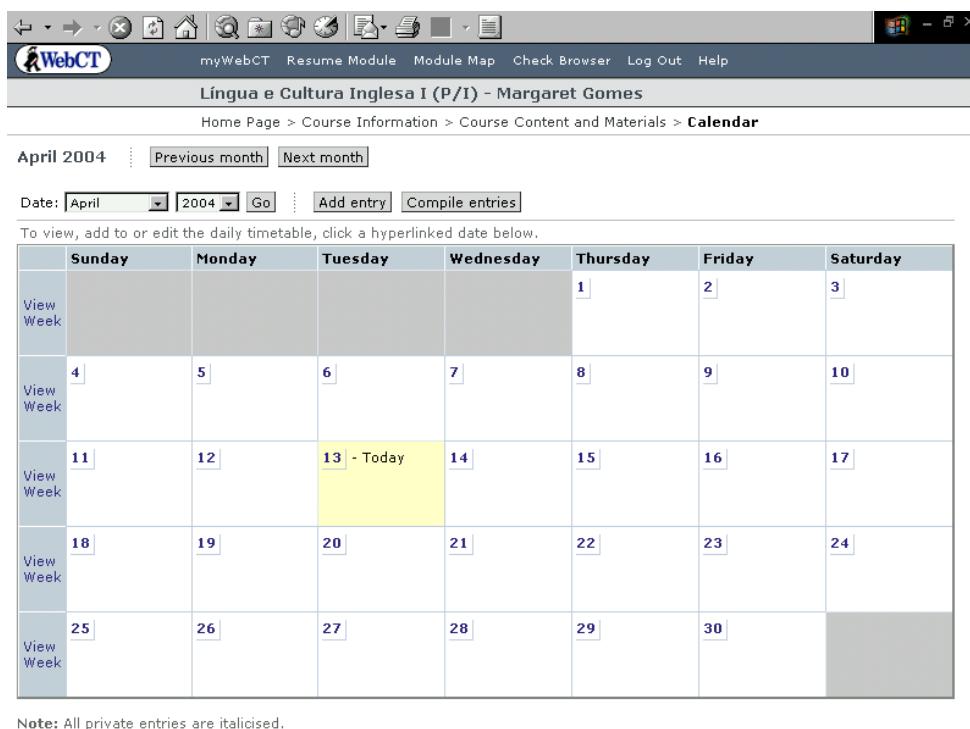 WebCT
myWebCT Resume Module Module Map Check Browser Log Out Help
Língua e Cultura Inglesa I (P/I) - Margaret Gomes
Home Page > Course Information > Course Content and Materials > Calendar
April 2004 Previous month Next month
Date: April 2004 Go Add entry Compile entries
To view, add to or edit the daily timetable, click a hyperlinked date below.
Sunday Monday Tuesday Wednesday Thursday Friday Saturday
1 2 3
View
Week
4 5 6 7 8 9 10
View
Week
11 12 13 - Today 14 15 16 17
View
Week
18 19 20 21 22 23 24
View
Week
25 26 27 28 29 30
View
Week
Note: All private entries are italicised.